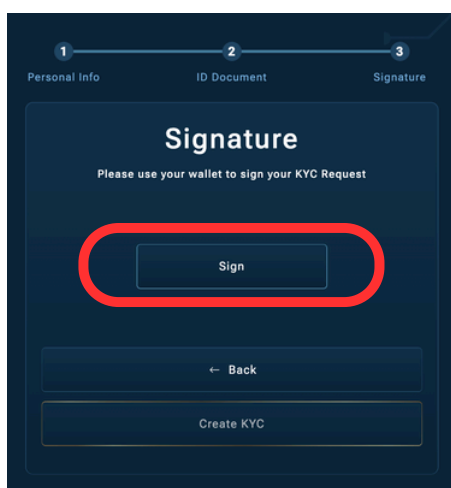 1 2 3
Personal Info ID Document Signature
Signature
Please use your wallet to sign your KYC Request
Sign
← Back
Create KYC